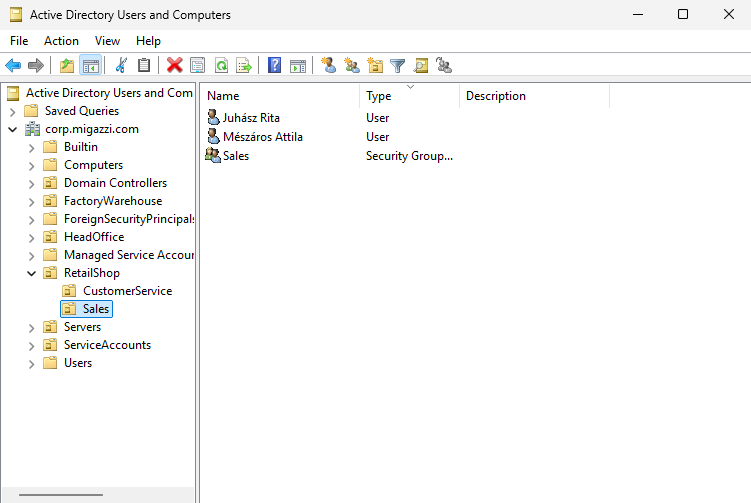 Active Directory Users and Computers
File Action View Help
Active Directory Users and Com
Saved Queries
corp.migazzi.com
Builtin
Computers
Domain Controllers
FactoryWarehouse
ForeignSecurityPrincipals
HeadOffice
Managed Service Accour
RetailShop
CustomerService
Sales
Servers
ServiceAccounts
Users
Name Type Description
Juhász Rita User
Mészáros Attila User
Sales Security Group...